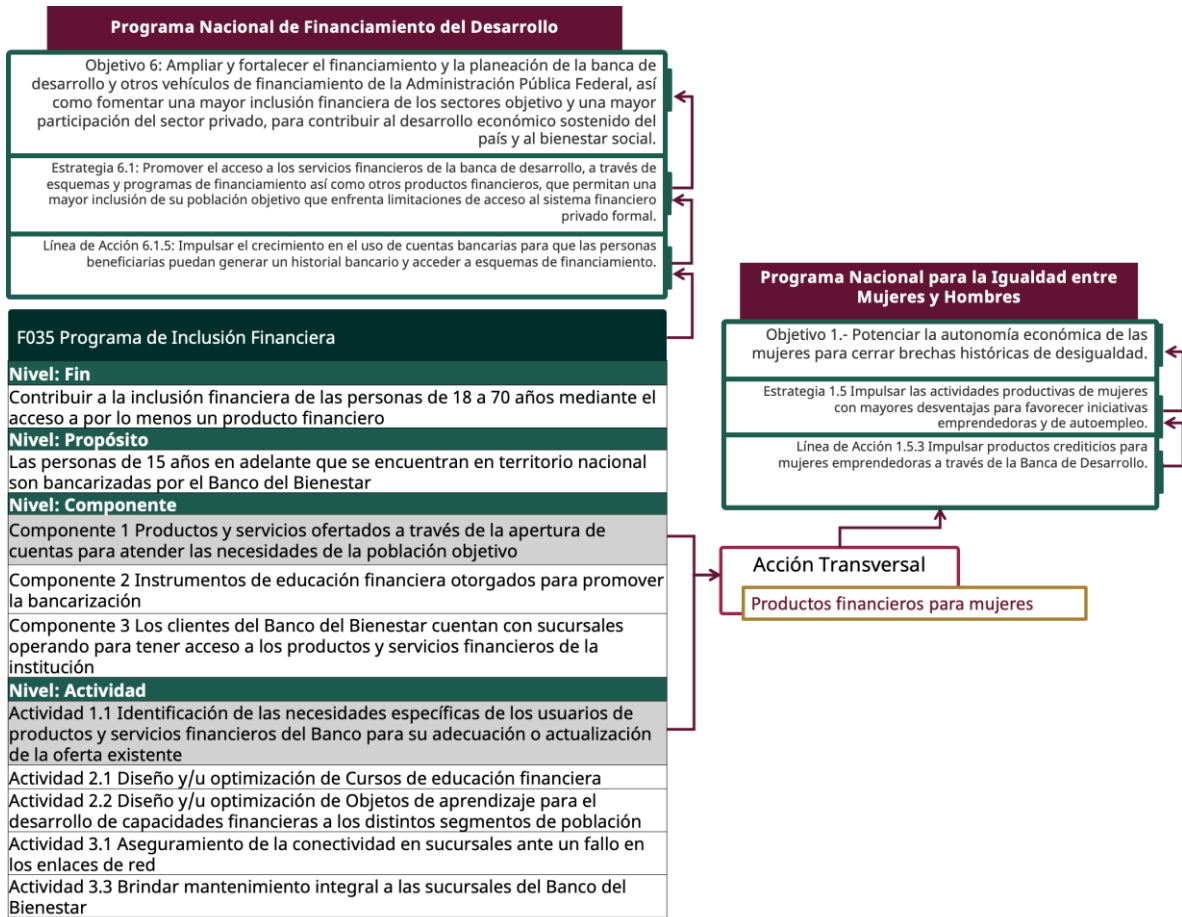 Programa Nacional de Financiamiento del Desarrollo
Objetivo 6: Ampliar y fortalecer el financiamiento y la planeación de la banca de
desarrollo y otros vehículos de financiamiento de la Administración Pública Federal, así
como fomentar una mayor inclusión financiera de los sectores objetivo y una mayor
participación del sector privado, para contribuir al desarrollo económico sostenido del
país y al bienestar social.
Estrategia 6.1: Promover el acceso a los servicios financieros de la banca de desarrollo, a través de
esquemas y programas de financiamiento así como otros productos financieros, que permitan una
mayor inclusión de su población objetivo que enfrenta limitaciones de acceso al sistema financiero
privado formal.
Línea de Acción 6.1.5: Impulsar el crecimiento en el uso de cuentas bancarias para que las personas
beneficiarias puedan generar un historial bancario y acceder a esquemas de financiamiento.
F035 Programa de Inclusión Financiera
Nivel: Fin
Contribuir a la inclusión financiera de las personas de 18 a 70 años mediante el
acceso a por lo menos un producto financiero
Nivel: Propósito
Las personas de 15 años en adelante que se encuentran en territorio nacional
son bancarizadas por el Banco del Bienestar
Nivel: Componente
Componente 1 Productos y servicios ofertados a través de la apertura de
cuentas para atender las necesidades de la población objetivo
Componente 2 Instrumentos de educación financiera otorgados para promover
la bancarización
Componente 3 Los clientes del Banco del Bienestar cuentan con sucursales
operando para tener acceso a los productos y servicios financieros de la
institución
Nivel: Actividad
Actividad 1.1 Identificación de las necesidades específicas de los usuarios de
productos y servicios financieros del Banco para su adecuación o actualización
de la oferta existente
Actividad 2.1 Diseño y/u optimización de Cursos de educación financiera
Actividad 2.2 Diseño y/u optimización de Objetos de aprendizaje para el
desarrollo de capacidades financieras a los distintos segmentos de población
Actividad 3.1 Aseguramiento de la conectividad en sucursales ante un fallo en
los enlaces de red
Actividad 3.3 Brindar mantenimiento integral a las sucursales del Banco del
Bienestar
Programa Nacional para la Igualdad entre
Mujeres y Hombres
Objetivo 1.- Potenciar la autonomía económica de las
mujeres para cerrar brechas históricas de desigualdad.
Estrategia 1.5 Impulsar las actividades productivas de mujeres
con mayores desventajas para favorecer iniciativas
emprendedoras y de autoempleo.
Línea de Acción 1.5.3 Impulsar productos crediticios para
mujeres emprendedoras a través de la Banca de Desarrollo.
Acción Transversal
Productos financieros para mujeres